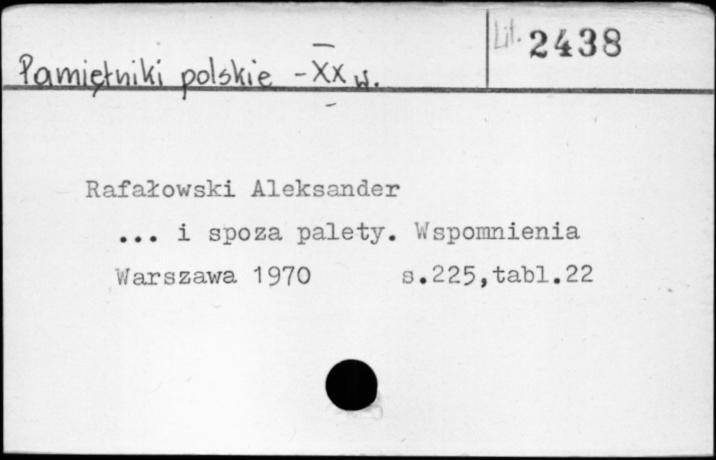 Lit. 2438
Pamiętniki polskie - XX w.
Rafałowski Aleksander
... i spoza palety. Wspomnienia
Warszawa 1970 s.225,tabl.22